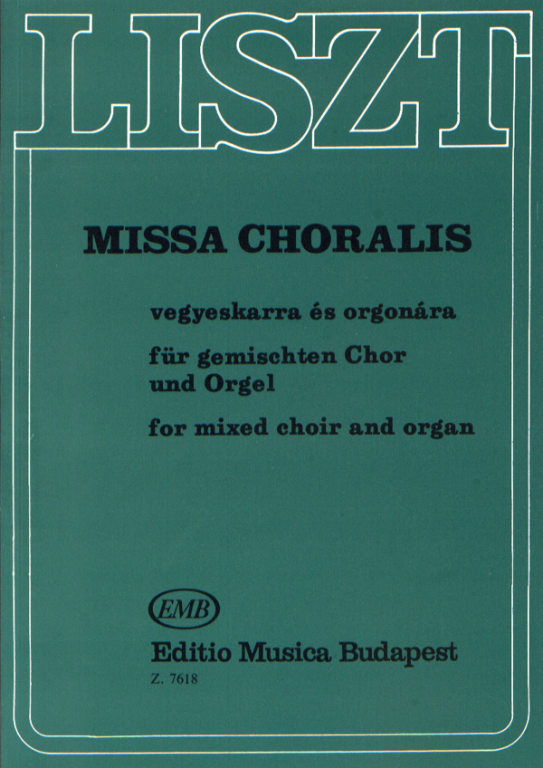 LISZT
MISSA CHORALIS
vegyeskarra és orgonára
für gemischten Chor
und Orgel
for mixed choir and organ
EMB
Editio Musica Budapest
Z. 7618